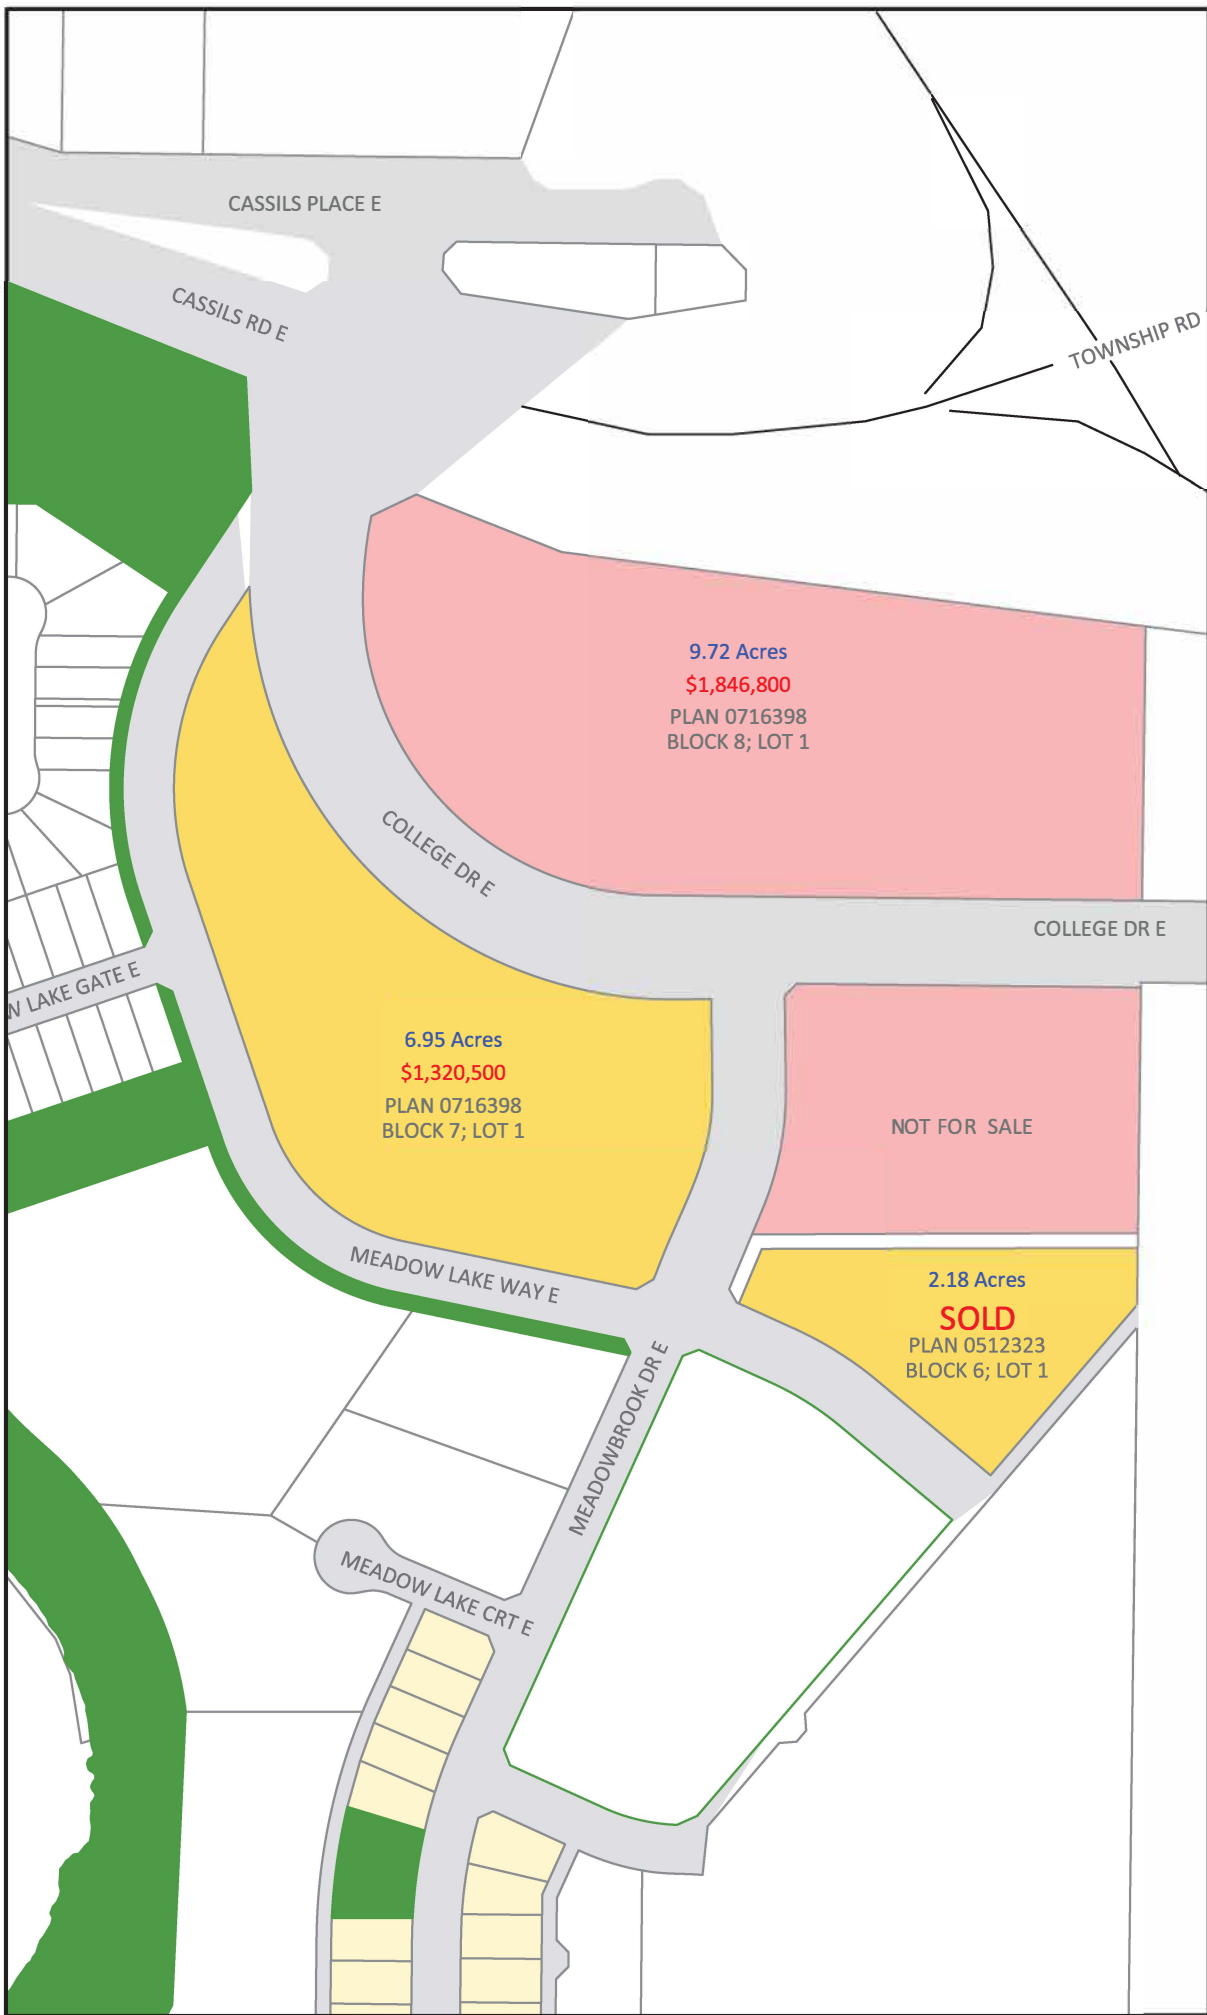 CASSILS PLACE E
CASSILS RD E
TOWNSHIP RD
9.72 Acres
$1,846,800
PLAN 0716398
BLOCK 8; LOT 1
COLLEGE DR E
COLLEGE DR E
W LAKE GATE E
6.95 Acres
$1,320,500
PLAN 0716398
BLOCK 7; LOT 1
NOT FOR SALE
MEADOW LAKE WAY E
2.18 Acres
SOLD
PLAN 0512323
BLOCK 6; LOT 1
MEADOWBROOK DR E
MEADOW LAKE CRT E